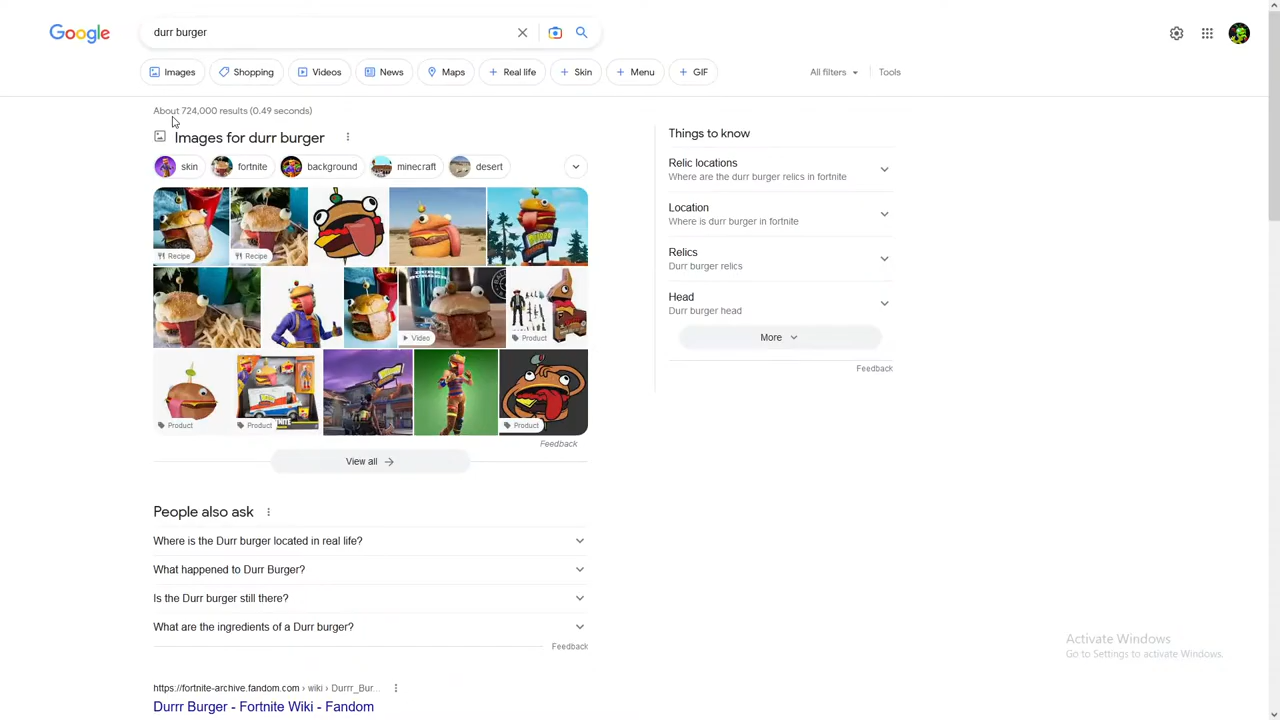 Google
durr burger
Images
Shopping
Videos
News
Maps
+ Real life
+ Skin
+ Menu
+ GIF
All filters
Tools
About 724,000 results (0.49 seconds)
Images for durr burger
skin
fortnite
background
minecraft
desert
Recipe
Recipe
Video
Product
Product
Product
Product
Feedback
View all
People also ask
Where is the Durr burger located in real life?
What happened to Durr Burger?
Is the Durr burger still there?
What are the ingredients of a Durr burger?
Feedback
https://fortnite-archive.fandom.com › wiki › Durrr_Bur...
Durrr Burger - Fortnite Wiki - Fandom
Things to know
Relic locations
Where are the durr burger relics in fortnite
Location
Where is durr burger in fortnite
Relics
Durr burger relics
Head
Durr burger head
More
Feedback
Activate Windows
Go to Settings to activate Windows.